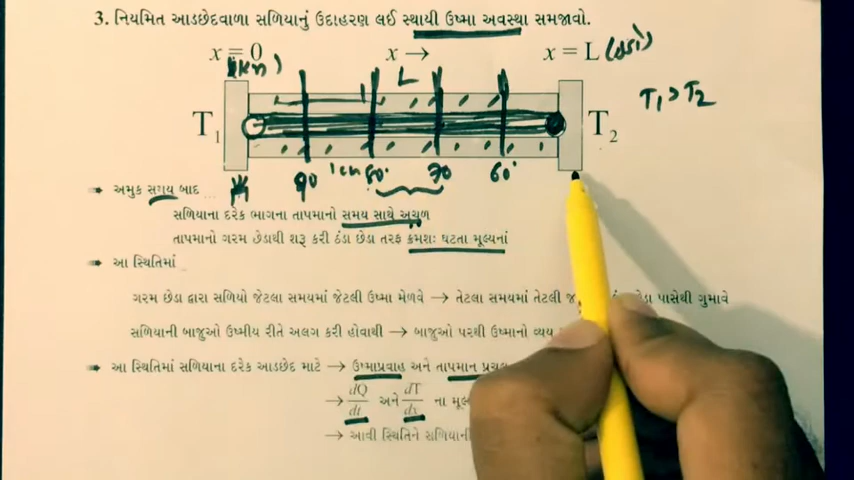 3. નિયમિત આડછેદવાળા સળિયાનું ઉદાહરણ લઈ સ્થાયી ઉષ્મા અવસ્થા સમજાવો.
x = 0 x → x = L
L
T₁ T₂ T₁ > T₂
90 1cm 80° 70 60°
અમુક સમય બાદ
સળિયાના દરેક ભાગના તાપમાનો સમય સાથે અચળ
તાપમાનો ગરમ છેડાથી શરૂ કરી ઠંડા છેડા તરફ ક્રમશઃ ઘટતા મૂલ્યનાં
આ સ્થિતિમાં
ગરમ છેડા દ્વારા સળિયો જેટલા સમયમાં જેટલી ઉષ્મા મેળવે → તેટલા સમયમાં તેટલી પાસેથી ગુમાવે
સળિયાની બાજુઓ ઉષ્મીય રીતે અલગ કરી હોવાથી → બાજુઓ પરથી ઉષ્માનો વ્યય
આ સ્થિતિમાં સળિયાના દરેક આડછેદ માટે → ઉષ્માપ્રવાહ અને તાપમાન
→ dQ/dt અને dT/dx ના
→ આવી સ્થિતિને સળિયાની